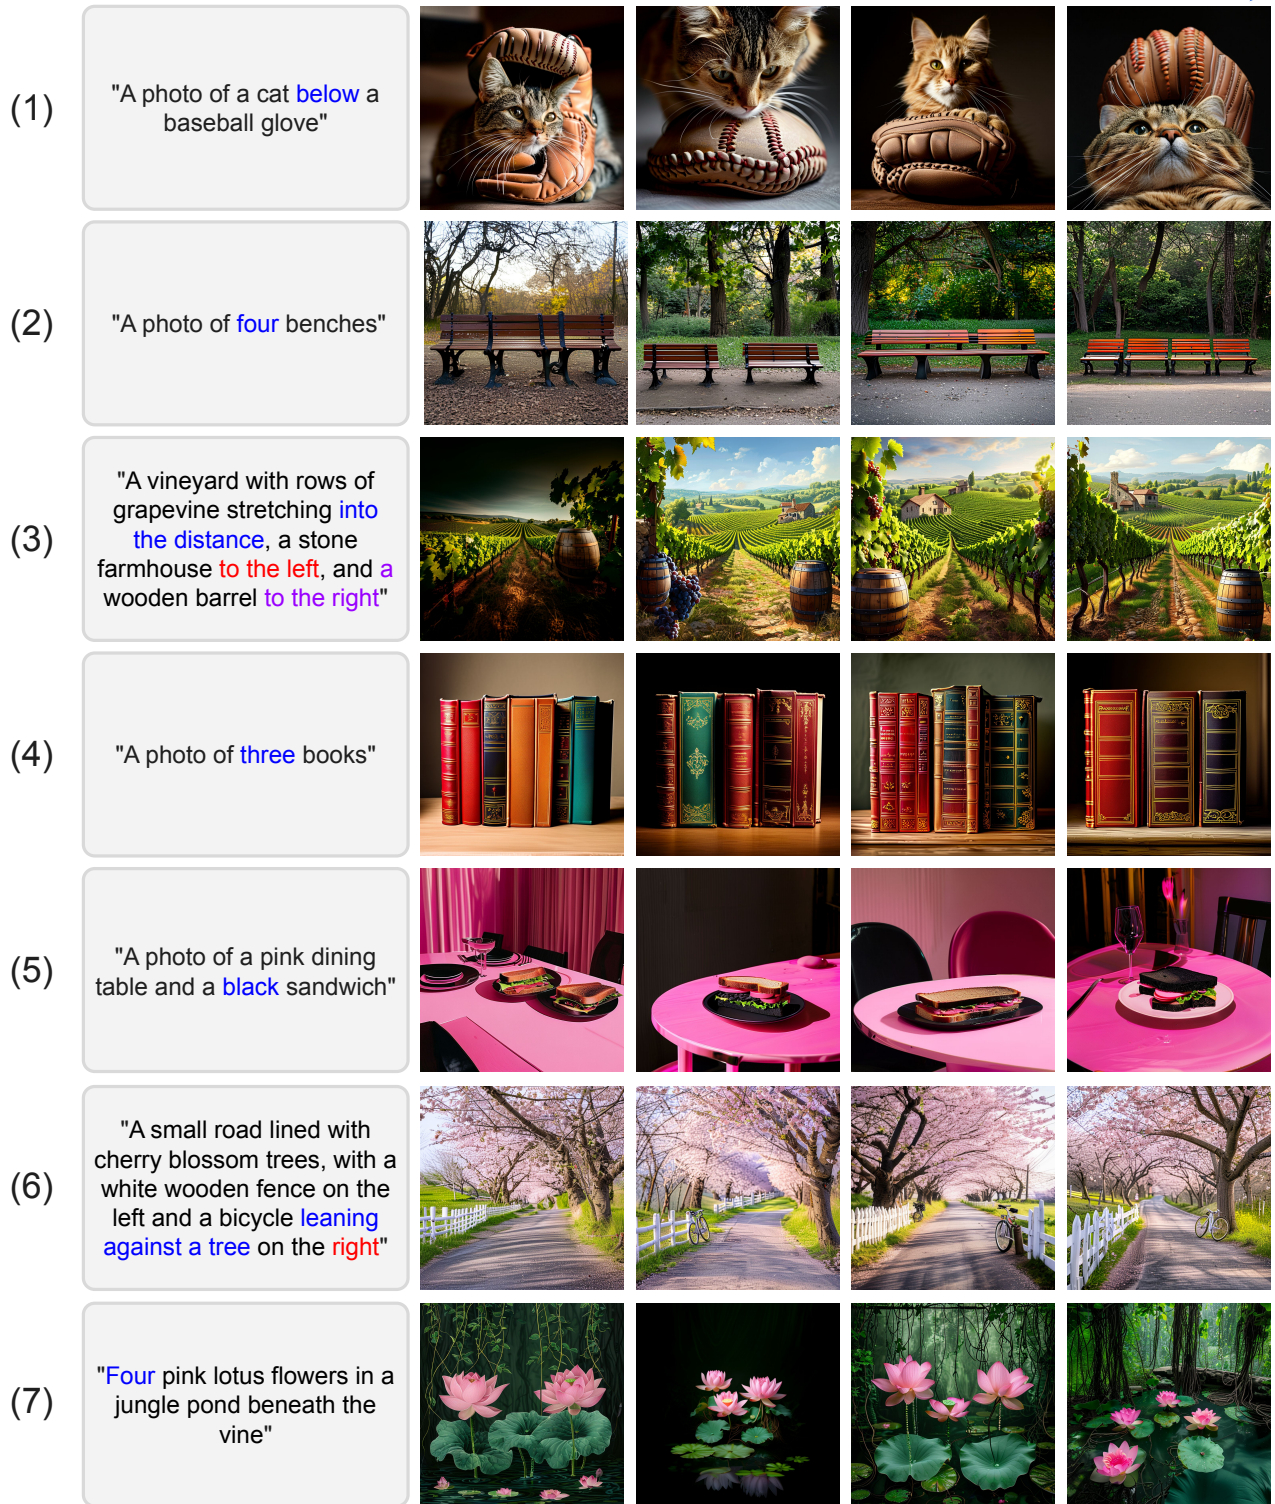 (1)
"A photo of a cat below a
baseball glove"
(2)
"A photo of four benches"
(3)
"A vineyard with rows of
grapevine stretching into
the distance, a stone
farmhouse to the left, and a
wooden barrel to the right"
(4)
"A photo of three books"
(5)
"A photo of a pink dining
table and a black sandwich"
(6)
"A small road lined with
cherry blossom trees, with a
white wooden fence on the
left and a bicycle leaning
against a tree on the right"
(7)
"Four pink lotus flowers in a
jungle pond beneath the
vine"